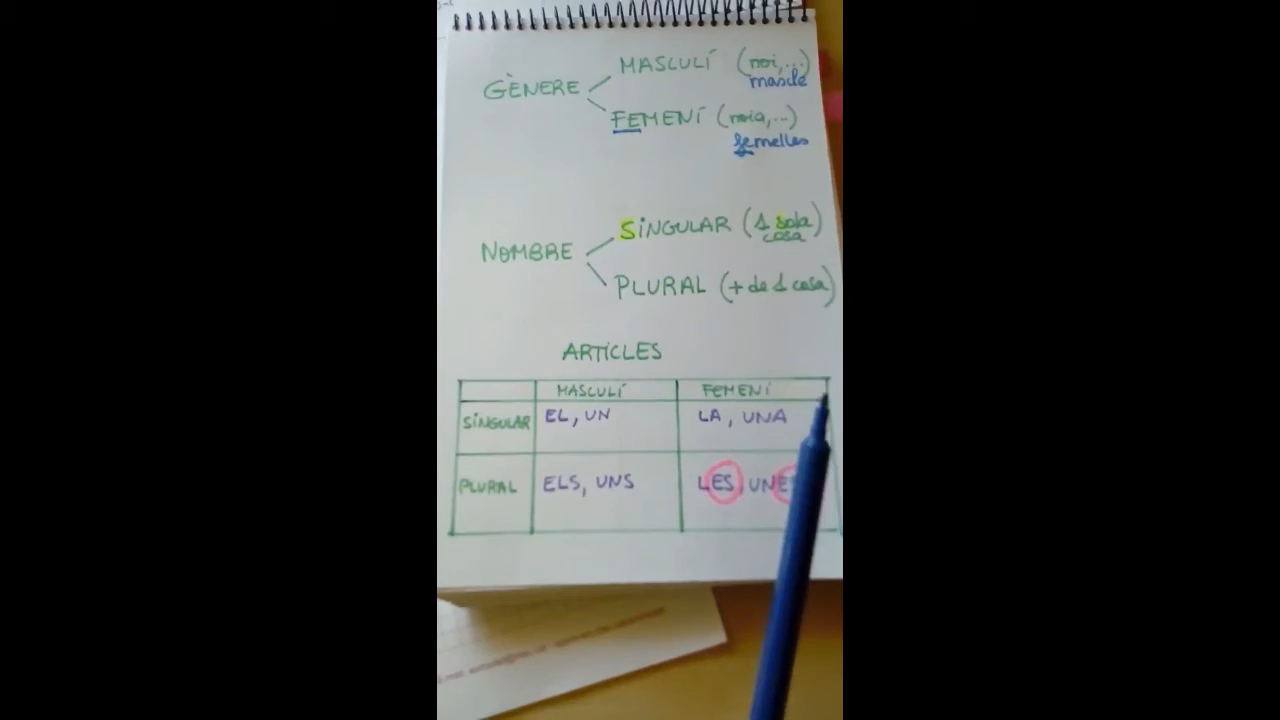 GÈNERE
MASCULÍ (noi,...)
mascle
FEMENÍ (noia,...)
femelles
NOMBRE
SINGULAR (1 sola
cosa)
PLURAL (+ de 1 cosa)
ARTICLES
MASCULÍ FEMENÍ
SINGULAR EL, UN LA, UNA
PLURAL ELS, UNS LES, UNES